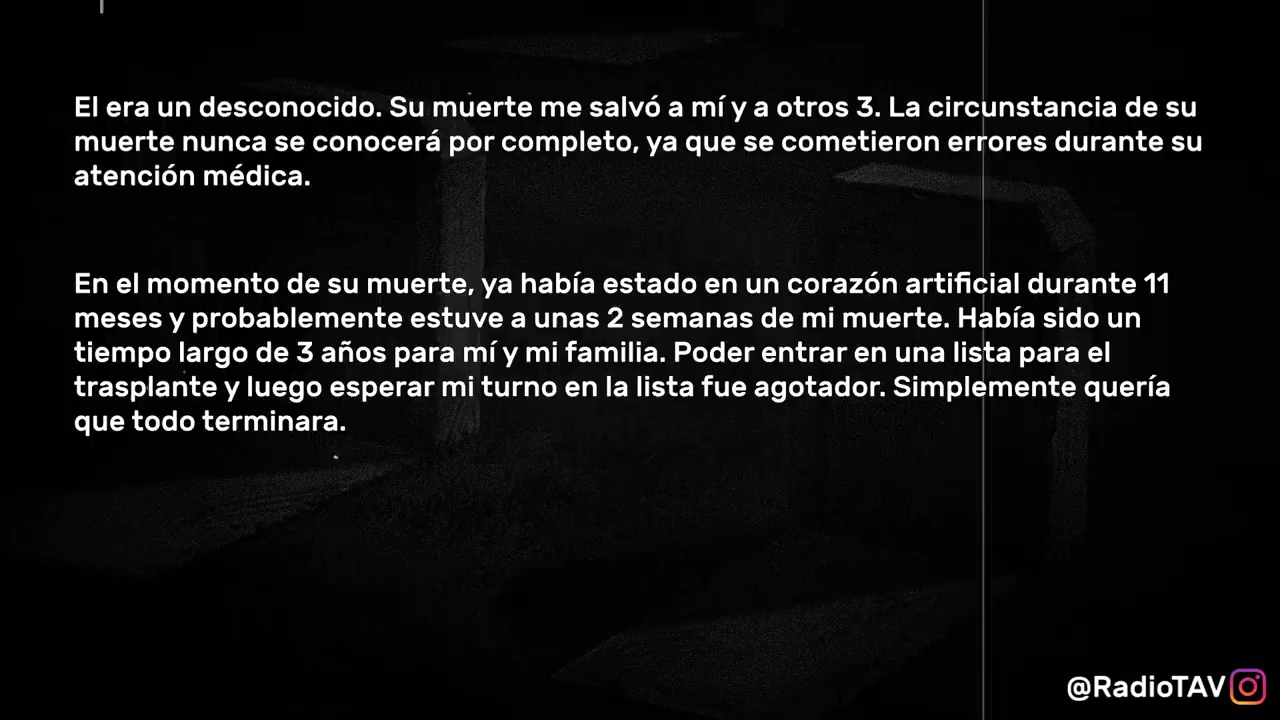 El era un desconocido. Su muerte me salvó a mí y a otros 3. La circunstancia de su
muerte nunca se conocerá por completo, ya que se cometieron errores durante su
atención médica.
En el momento de su muerte, ya había estado en un corazón artificial durante 11
meses y probablemente estuve a unas 2 semanas de mi muerte. Había sido un
tiempo largo de 3 años para mí y mi familia. Poder entrar en una lista para el
trasplante y luego esperar mi turno en la lista fue agotador. Simplemente quería
que todo terminara.
@RadioTAV